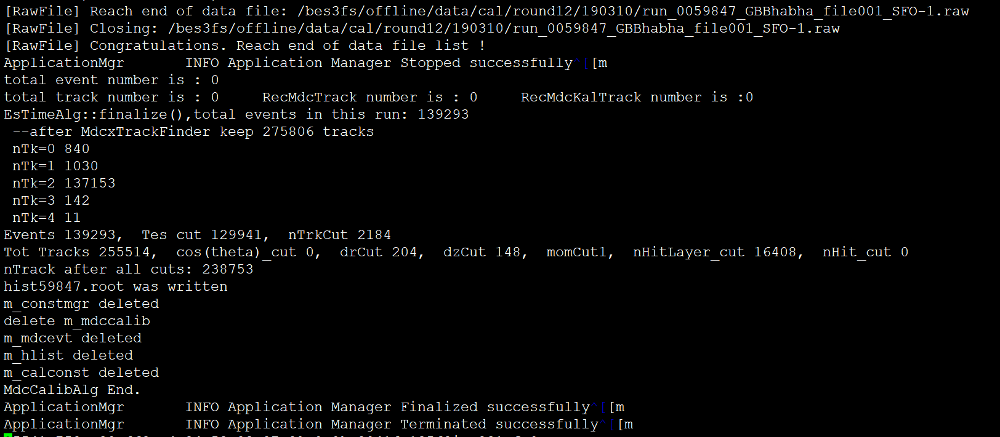 [RawFile] Reach end of data file: /bes3fs/offline/data/cal/round12/190310/run_0059847_GBBhabha_file001_SFO-1.raw
[RawFile] Closing: /bes3fs/offline/data/cal/round12/190310/run_0059847_GBBhabha_file001_SFO-1.raw
[RawFile] Congratulations. Reach end of data file list !
ApplicationMgr       INFO Application Manager Stopped successfully^[[m
total event number is : 0
total track number is : 0     RecMdcTrack number is : 0     RecMdcKalTrack number is :0
EsTimeAlg::finalize(),total events in this run: 139293
 --after MdcxTrackFinder keep 275806 tracks
 nTk=0 840
 nTk=1 1030
 nTk=2 137153
 nTk=3 142
 nTk=4 11
Events 139293,  Tes cut 129941,  nTrkCut 2184
Tot Tracks 255514,  cos(theta)_cut 0,  drCut 204,  dzCut 148,  momCut1,  nHitLayer_cut 16408,  nHit_cut 0
nTrack after all cuts: 238753
hist59847.root was written
m_constmgr deleted
delete m_mdccalib
m_mdcevt deleted
m_hlist deleted
m_calconst deleted
MdcCalibAlg End.
ApplicationMgr       INFO Application Manager Finalized successfully^[[m
ApplicationMgr       INFO Application Manager Terminated successfully^[[m